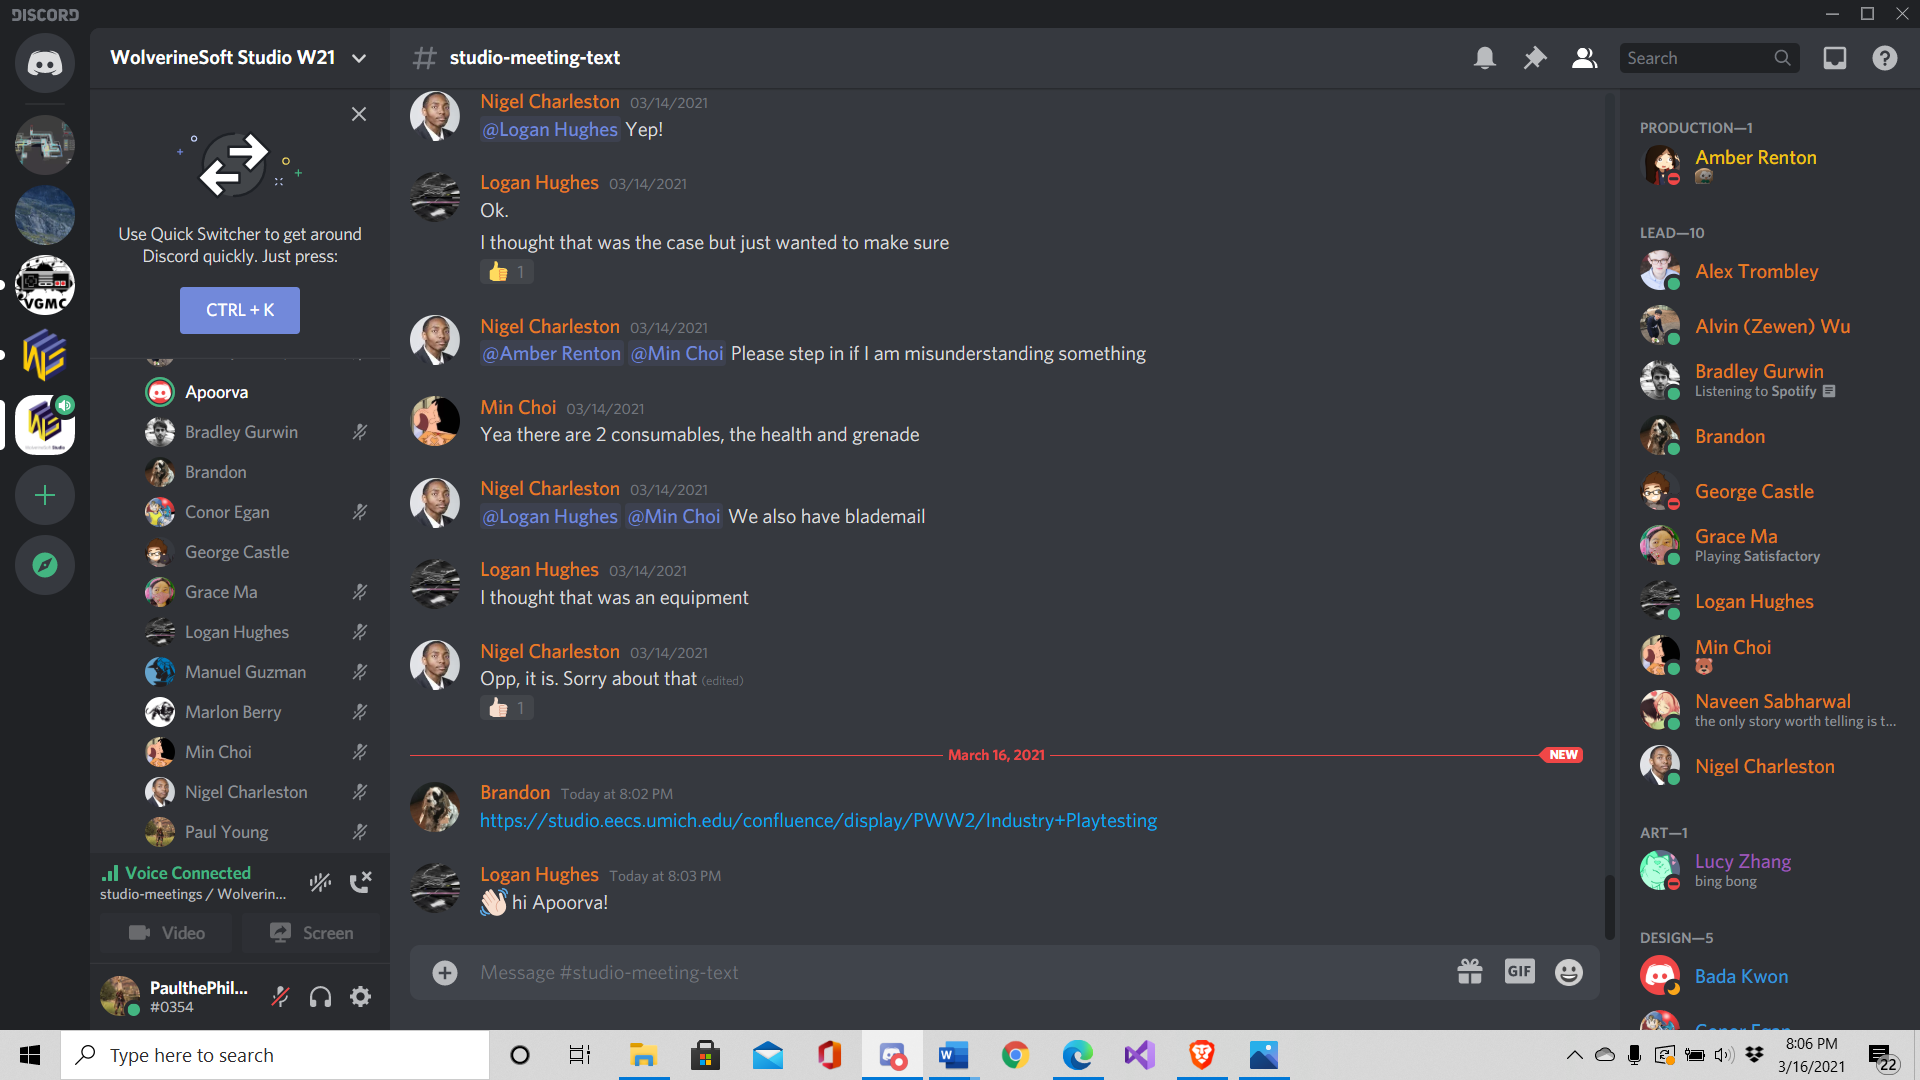 DISCORD
WolverineSoft Studio W21
studio-meeting-text
Search
Use Quick Switcher to get around
Discord quickly. Just press:
CTRL + K
VGMC
Apoorva
Bradley Gurwin
Brandon
Conor Egan
George Castle
Grace Ma
Logan Hughes
Manuel Guzman
Marlon Berry
Min Choi
Nigel Charleston
Paul Young
Voice Connected
studio-meetings / Wolverin...
Video
Screen
PaulthePhil...
#0354
Nigel Charleston 03/14/2021
@Logan Hughes Yep!
Logan Hughes 03/14/2021
Ok.
I thought that was the case but just wanted to make sure
1
Nigel Charleston 03/14/2021
@Amber Renton @Min Choi Please step in if I am misunderstanding something
Min Choi 03/14/2021
Yea there are 2 consumables, the health and grenade
Nigel Charleston 03/14/2021
@Logan Hughes @Min Choi We also have blademail
Logan Hughes 03/14/2021
I thought that was an equipment
Nigel Charleston 03/14/2021
Opp, it is. Sorry about that (edited)
1
March 16, 2021
NEW
Brandon Today at 8:02 PM
https://studio.eecs.umich.edu/confluence/display/PWW2/Industry+Playtesting
Logan Hughes Today at 8:03 PM
hi Apoorva!
Message #studio-meeting-text
GIF
PRODUCTION—1
Amber Renton
LEAD—10
Alex Trombley
Alvin (Zewen) Wu
Bradley Gurwin
Listening to Spotify
Brandon
George Castle
Grace Ma
Playing Satisfactory
Logan Hughes
Min Choi
Naveen Sabharwal
the only story worth telling is t...
Nigel Charleston
ART—1
Lucy Zhang
bing bong
DESIGN—5
Bada Kwon
Conor Egan
Type here to search
8:06 PM
3/16/2021
22